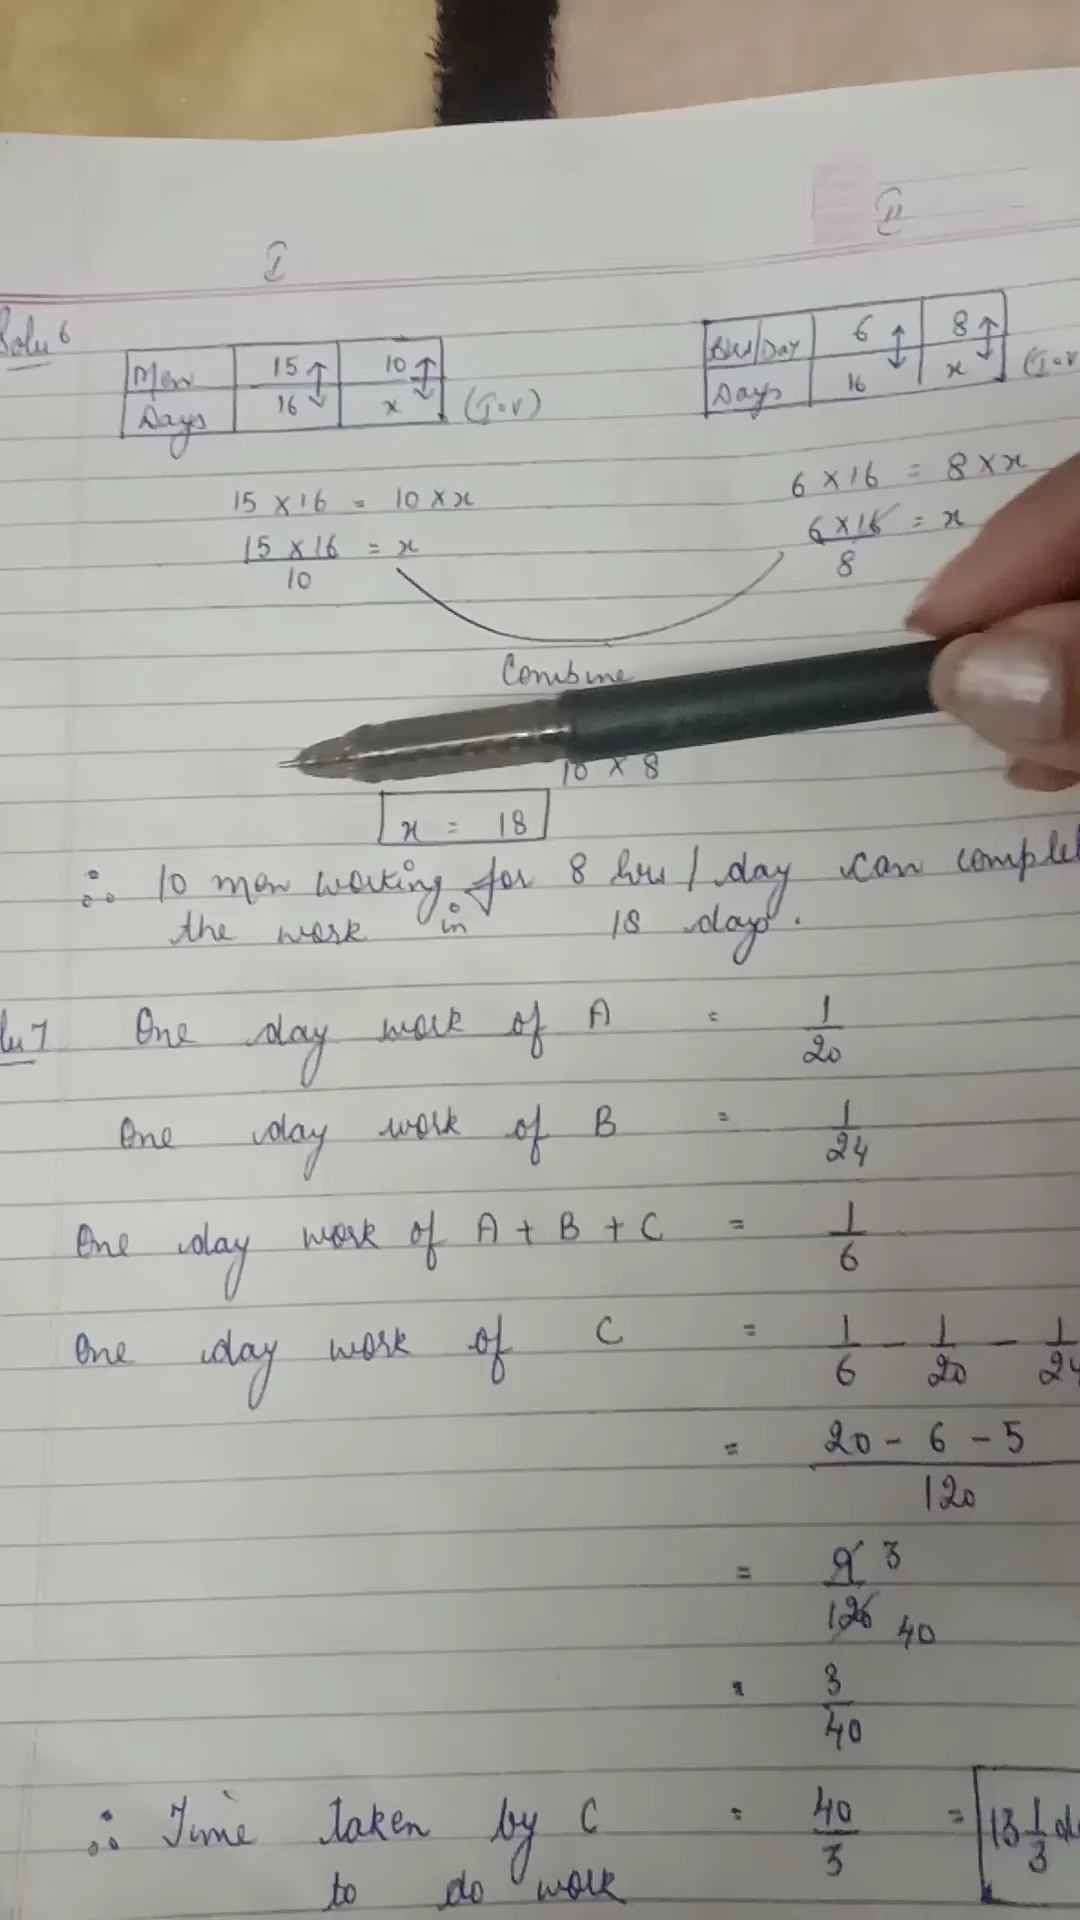 I II
Solu 6
Men 15 10
Days 16 x (I.V)
6 8
Days 16 x
15 × 16 = 10 × x
15 × 16 = x
10
6 × 16 = 8 × x
6 × 16 = x
8
Combine
10 × 8
x = 18
∴ 10 men working for 8 hrs / day can
the work in 18 days.
7 One day work of A = 1/20
One day work of B = 1/24
One day work of A + B + C = 1/6
One day work of C = 1/6 - 1/20 - 1/24
= 20 - 6 - 5
120
= 9 3
120 40
= 3
40
∴ Time taken by C = 40/3 = 13 1/3
to do work